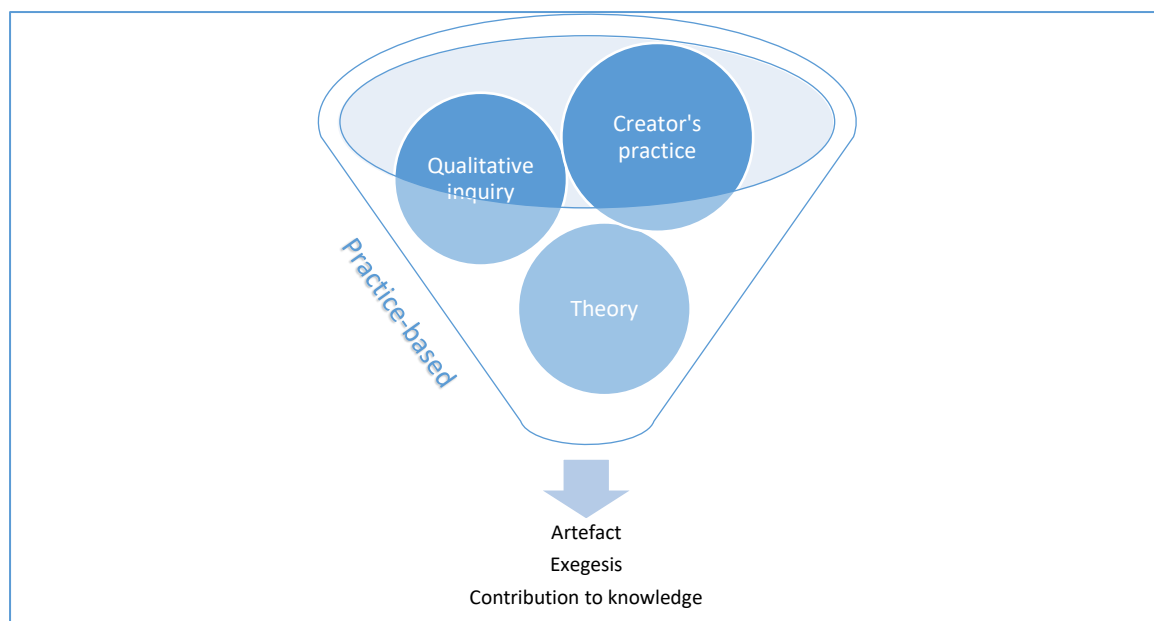 Creator's
practice
Qualitative
inquiry
Theory
Practice-based
Artefact
Exegesis
Contribution to knowledge